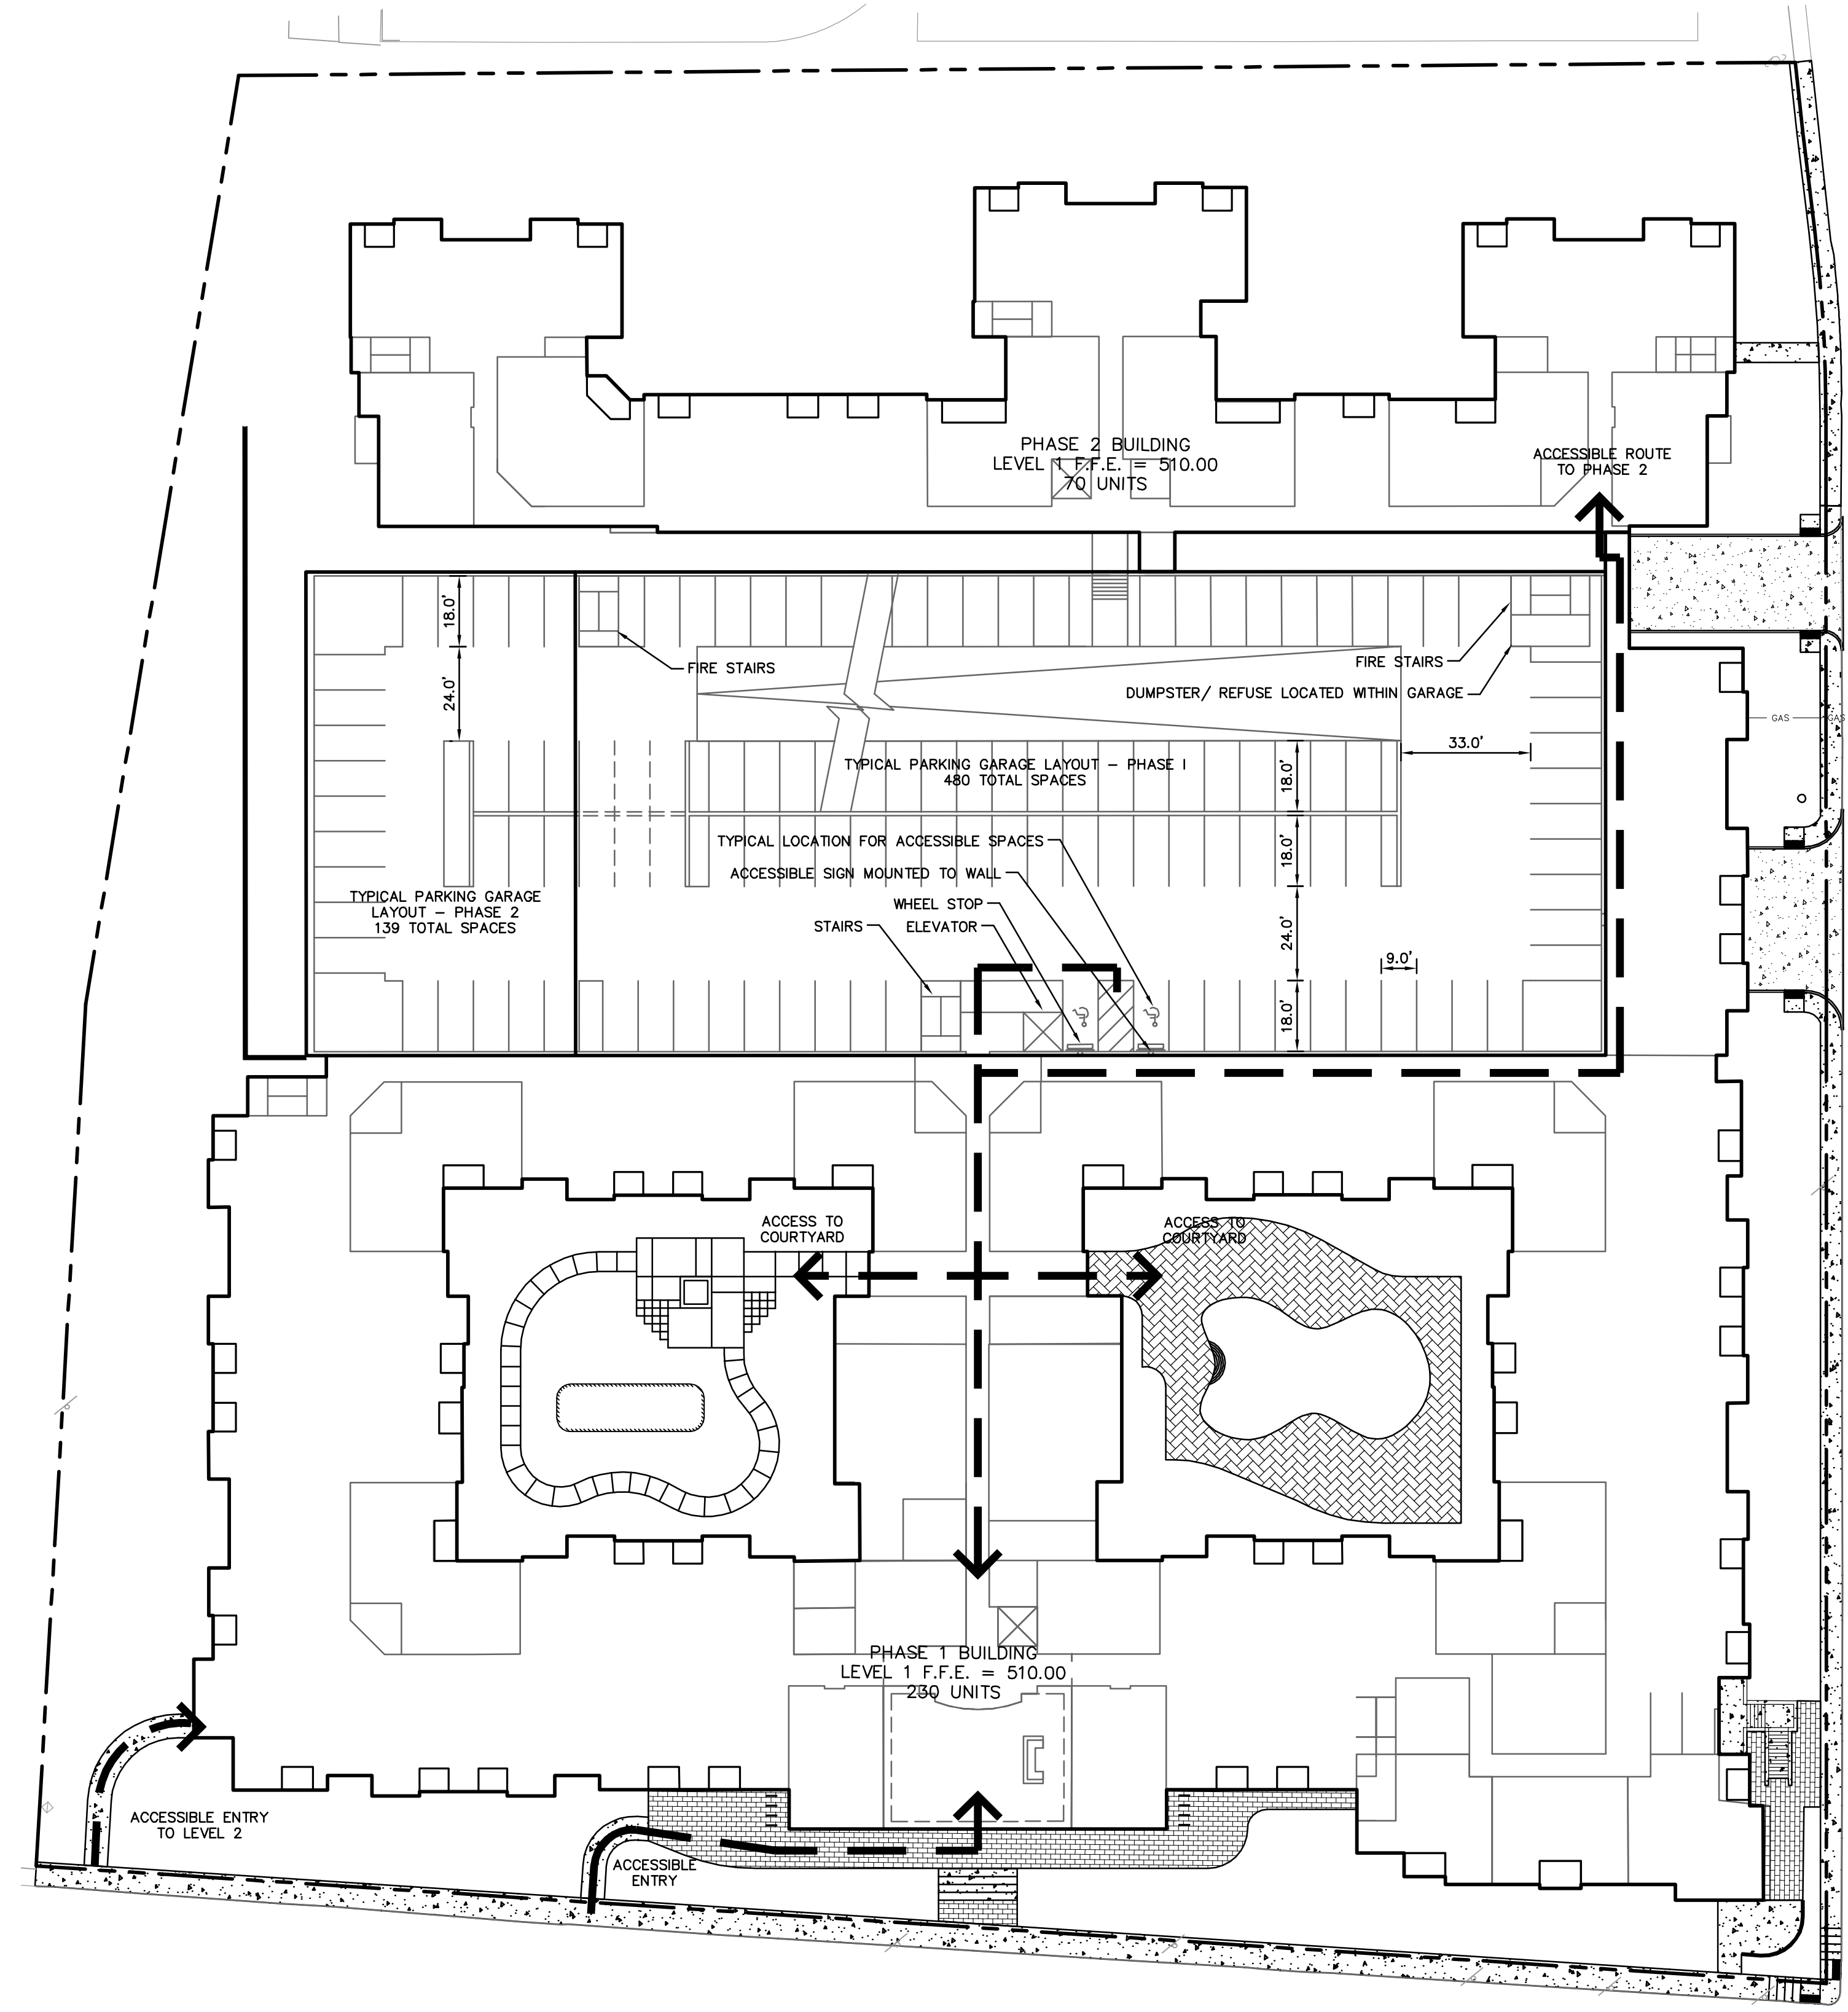 PHASE 2 BUILDING
LEVEL 1 F.F.E. = 510.00
70 UNITS
ACCESSIBLE ROUTE
TO PHASE 2
18.0'
24.0'
FIRE STAIRS
FIRE STAIRS
DUMPSTER/ REFUSE LOCATED WITHIN GARAGE
GAS
GAS
33.0'
TYPICAL PARKING GARAGE LAYOUT – PHASE I
480 TOTAL SPACES
18.0'
TYPICAL LOCATION FOR ACCESSIBLE SPACES
18.0'
ACCESSIBLE SIGN MOUNTED TO WALL
TYPICAL PARKING GARAGE
LAYOUT – PHASE 2
139 TOTAL SPACES
WHEEL STOP
STAIRS
ELEVATOR
24.0'
9.0'
18.0'
ACCESS TO
COURTYARD
ACCESS TO
COURTYARD
PHASE 1 BUILDING
LEVEL 1 F.F.E. = 510.00
230 UNITS
ACCESSIBLE ENTRY
TO LEVEL 2
ACCESSIBLE
ENTRY